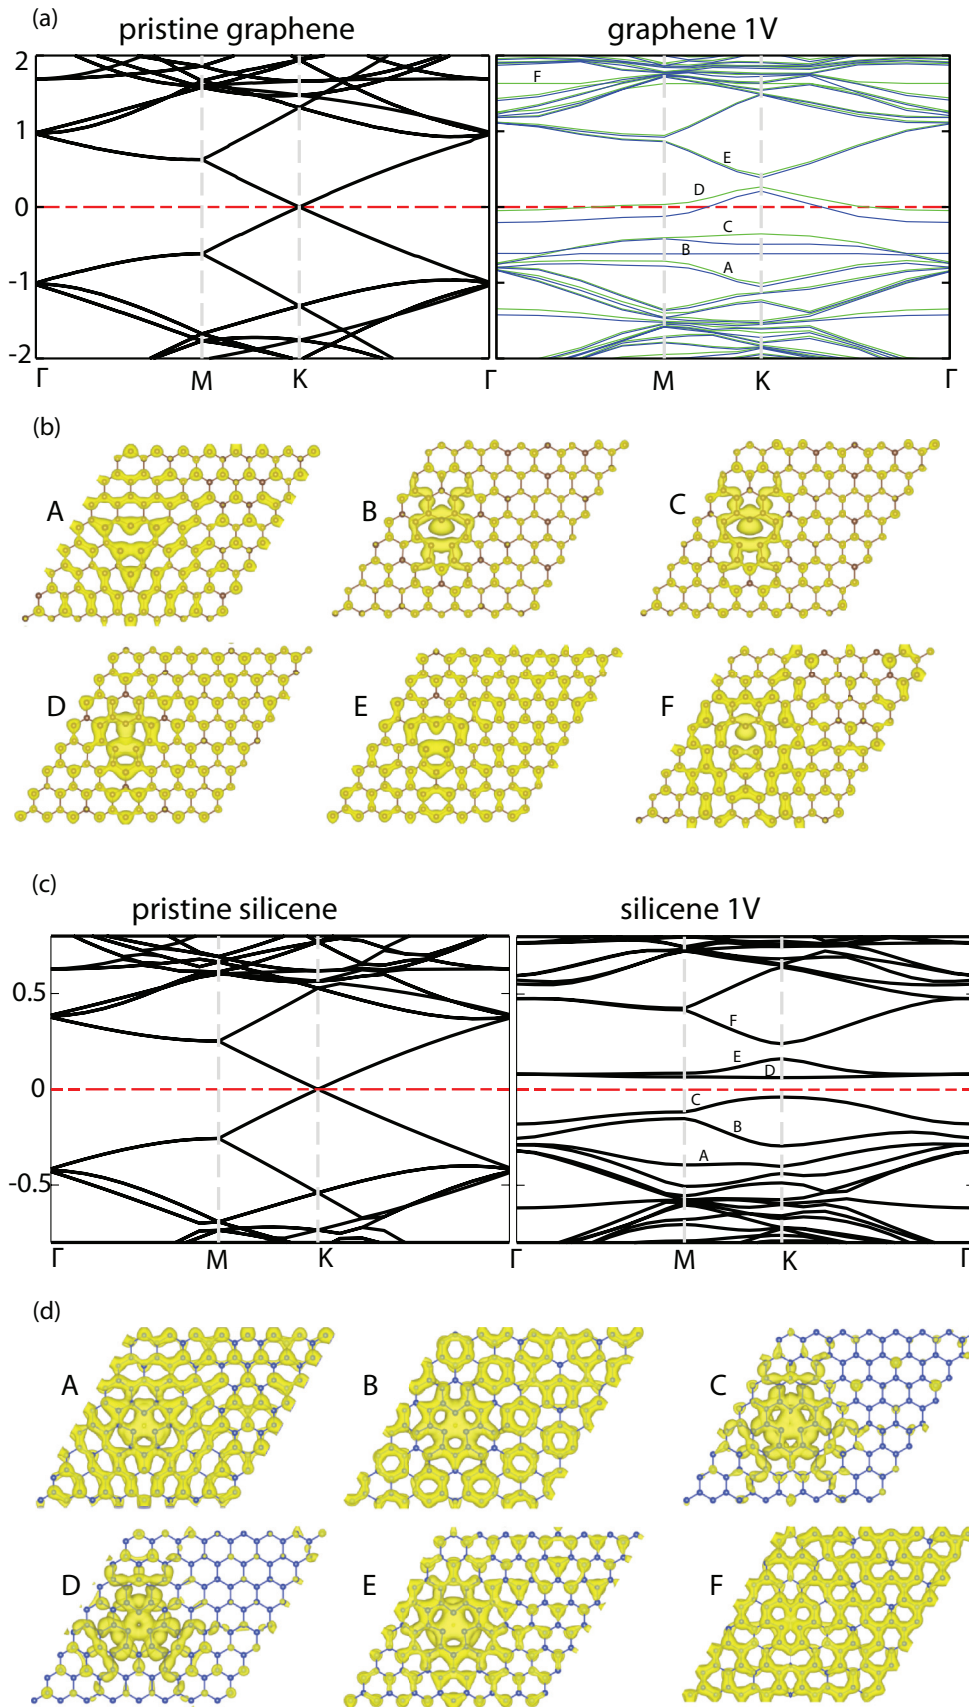 (a)
pristine graphene
graphene 1V
2
1
0
-1
-2
F
E
D
C
B
A
Γ
M
K
Γ
M
K
Γ
(b)
A
B
C
D
E
F
(c)
pristine silicene
silicene 1V
0.5
0
-0.5
F
E
D
C
B
A
Γ
M
K
Γ
M
K
Γ
(d)
A
B
C
D
E
F